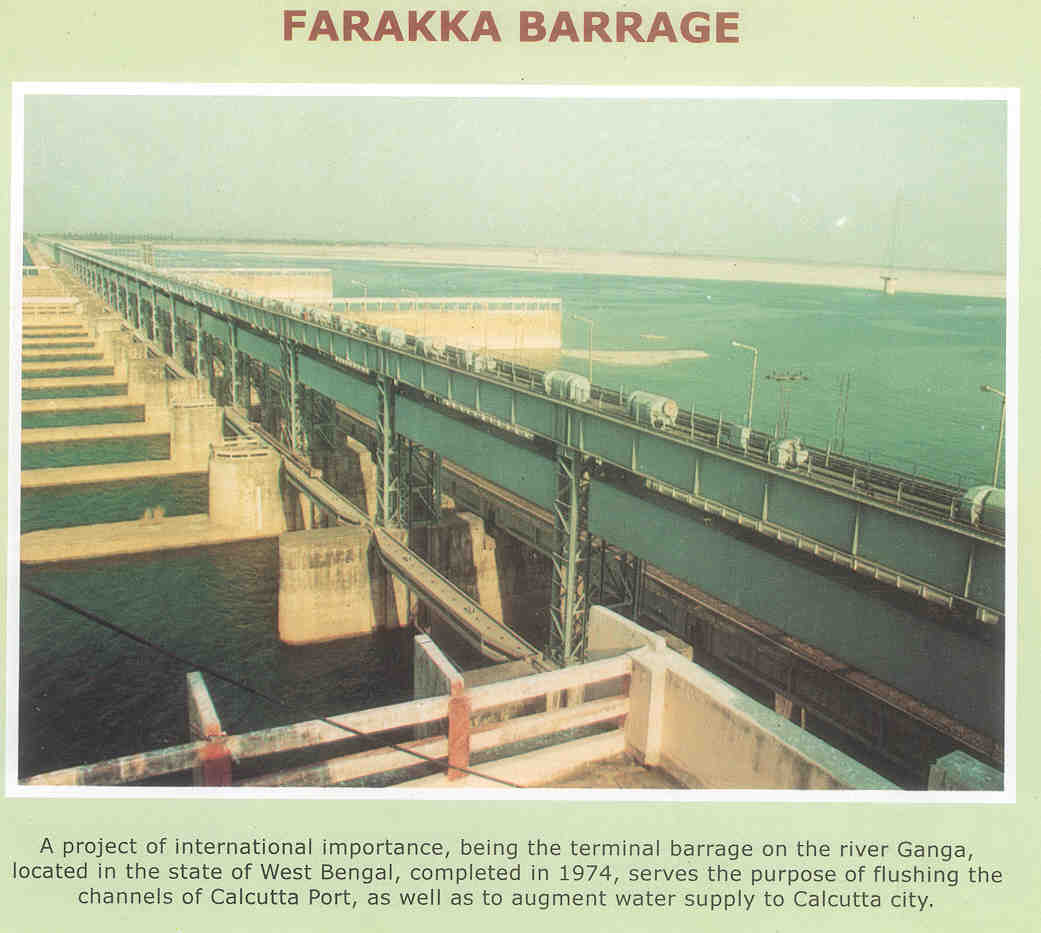 FARAKKA BARRAGE
A project of international importance, being the terminal barrage on the river Ganga,
located in the state of West Bengal, completed in 1974, serves the purpose of flushing the
channels of Calcutta Port, as well as to augment water supply to Calcutta city.